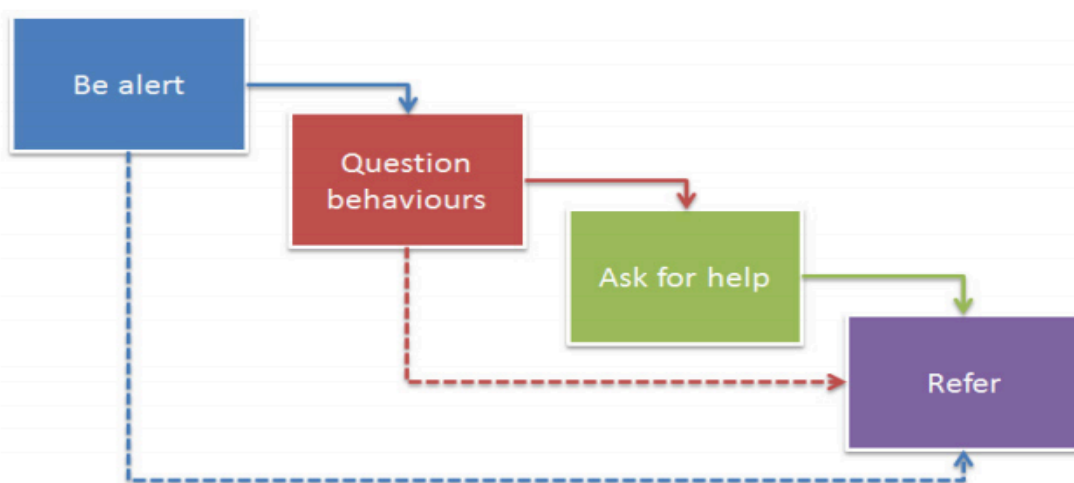 Be alert
Question
behaviours
Ask for help
Refer